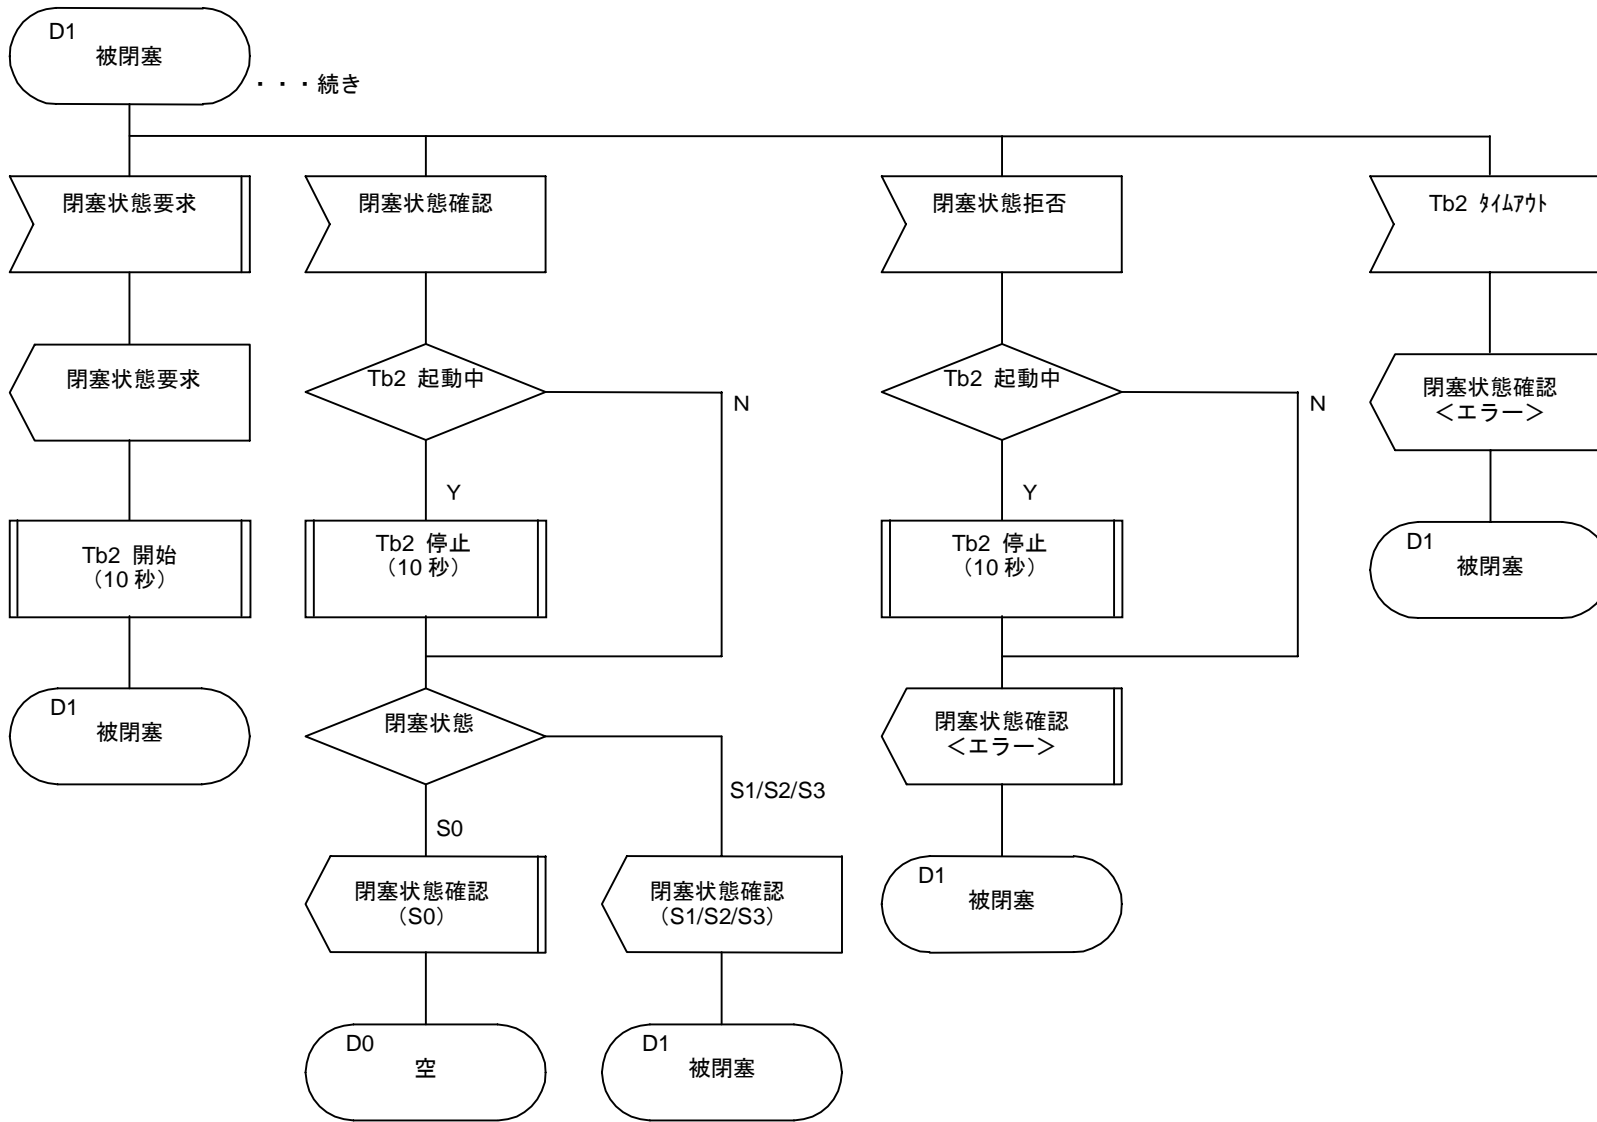 D1
被閉塞
・・・続き
閉塞状態要求
閉塞状態確認
閉塞状態拒否
Tb2 ﾀｲﾑｱｳﾄ
閉塞状態要求
Tb2 起動中
N
Tb2 起動中
N
閉塞状態確認
＜エラー＞
Y
Y
Tb2 開始
（10 秒）
Tb2 停止
（10 秒）
Tb2 停止
（10 秒）
D1
被閉塞
D1
被閉塞
閉塞状態
閉塞状態確認
＜エラー＞
S1/S2/S3
S0
閉塞状態確認
（S0）
閉塞状態確認
（S1/S2/S3）
D1
被閉塞
D0
空
D1
被閉塞